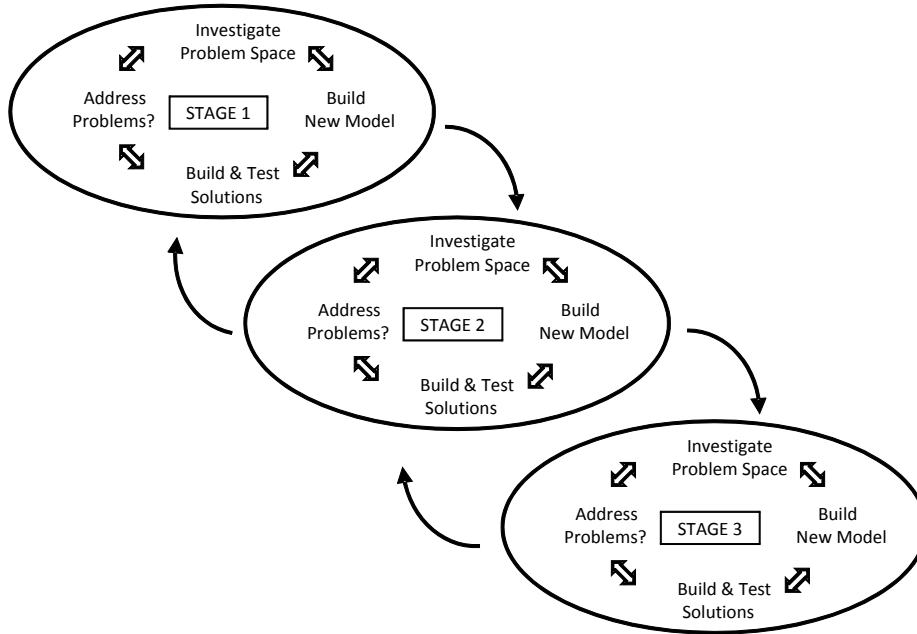 Investigate
Problem Space
Address
Problems?
STAGE 1
Build
New Model
Build & Test
Solutions
Investigate
Problem Space
Address
Problems?
STAGE 2
Build
New Model
Build & Test
Solutions
Investigate
Problem Space
Address
Problems?
STAGE 3
Build
New Model
Build & Test
Solutions